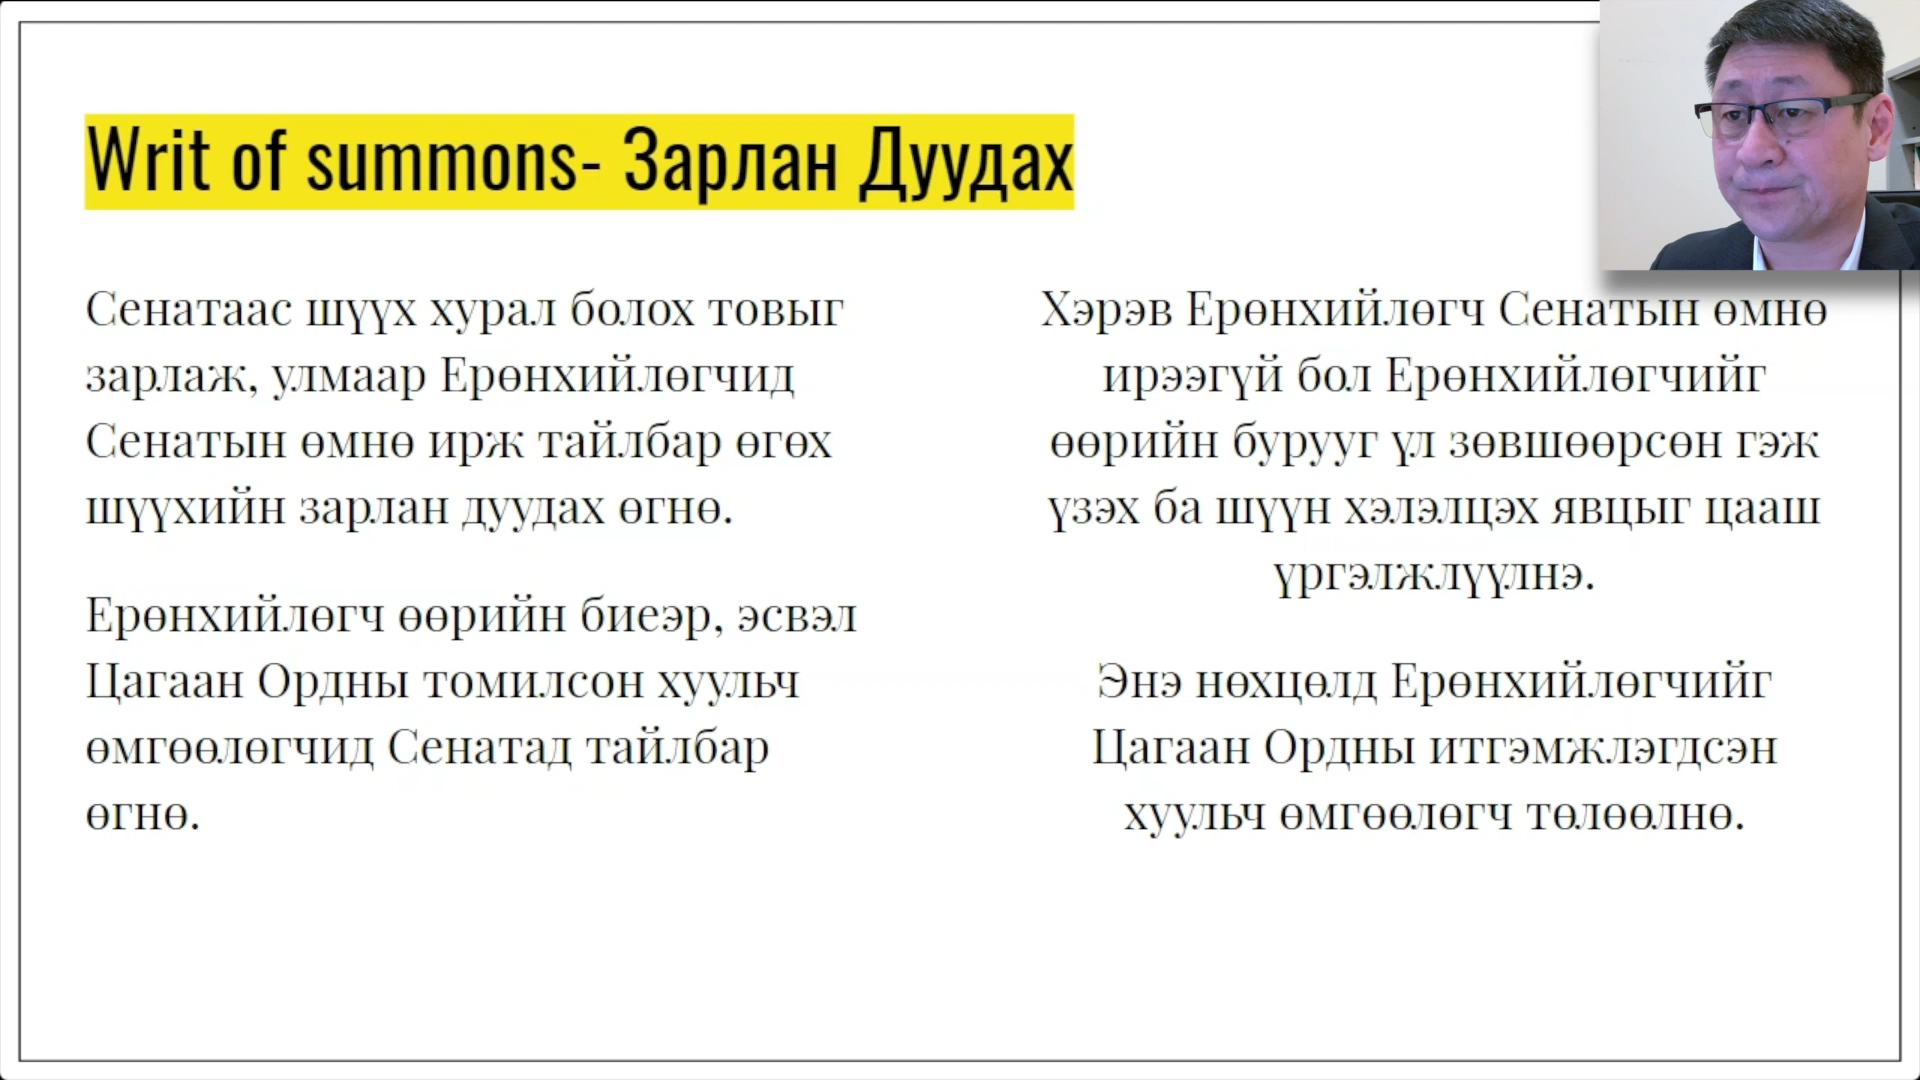 Writ of summons- Зарлан Дуудах
Сенатаас шүүх хурал болох товыг
зарлаж, улмаар Ерөнхийлөгчид
Сенатын өмнө ирж тайлбар өгөх
шүүхийн зарлан дуудах өгнө.
Ерөнхийлөгч өөрийн биеэр, эсвэл
Цагаан Ордны томилсон хуульч
өмгөөлөгчид Сенатад тайлбар
өгнө.
Хэрэв Ерөнхийлөгч Сенатын өмнө
ирээгүй бол Ерөнхийлөгчийг
өөрийн бурууг үл зөвшөөрсөн гэж
үзэх ба шүүн хэлэлцэх явцыг цааш
үргэлжлүүлнэ.
Энэ нөхцөлд Ерөнхийлөгчийг
Цагаан Ордны итгэмжлэгдсэн
хуульч өмгөөлөгч төлөөлнө.